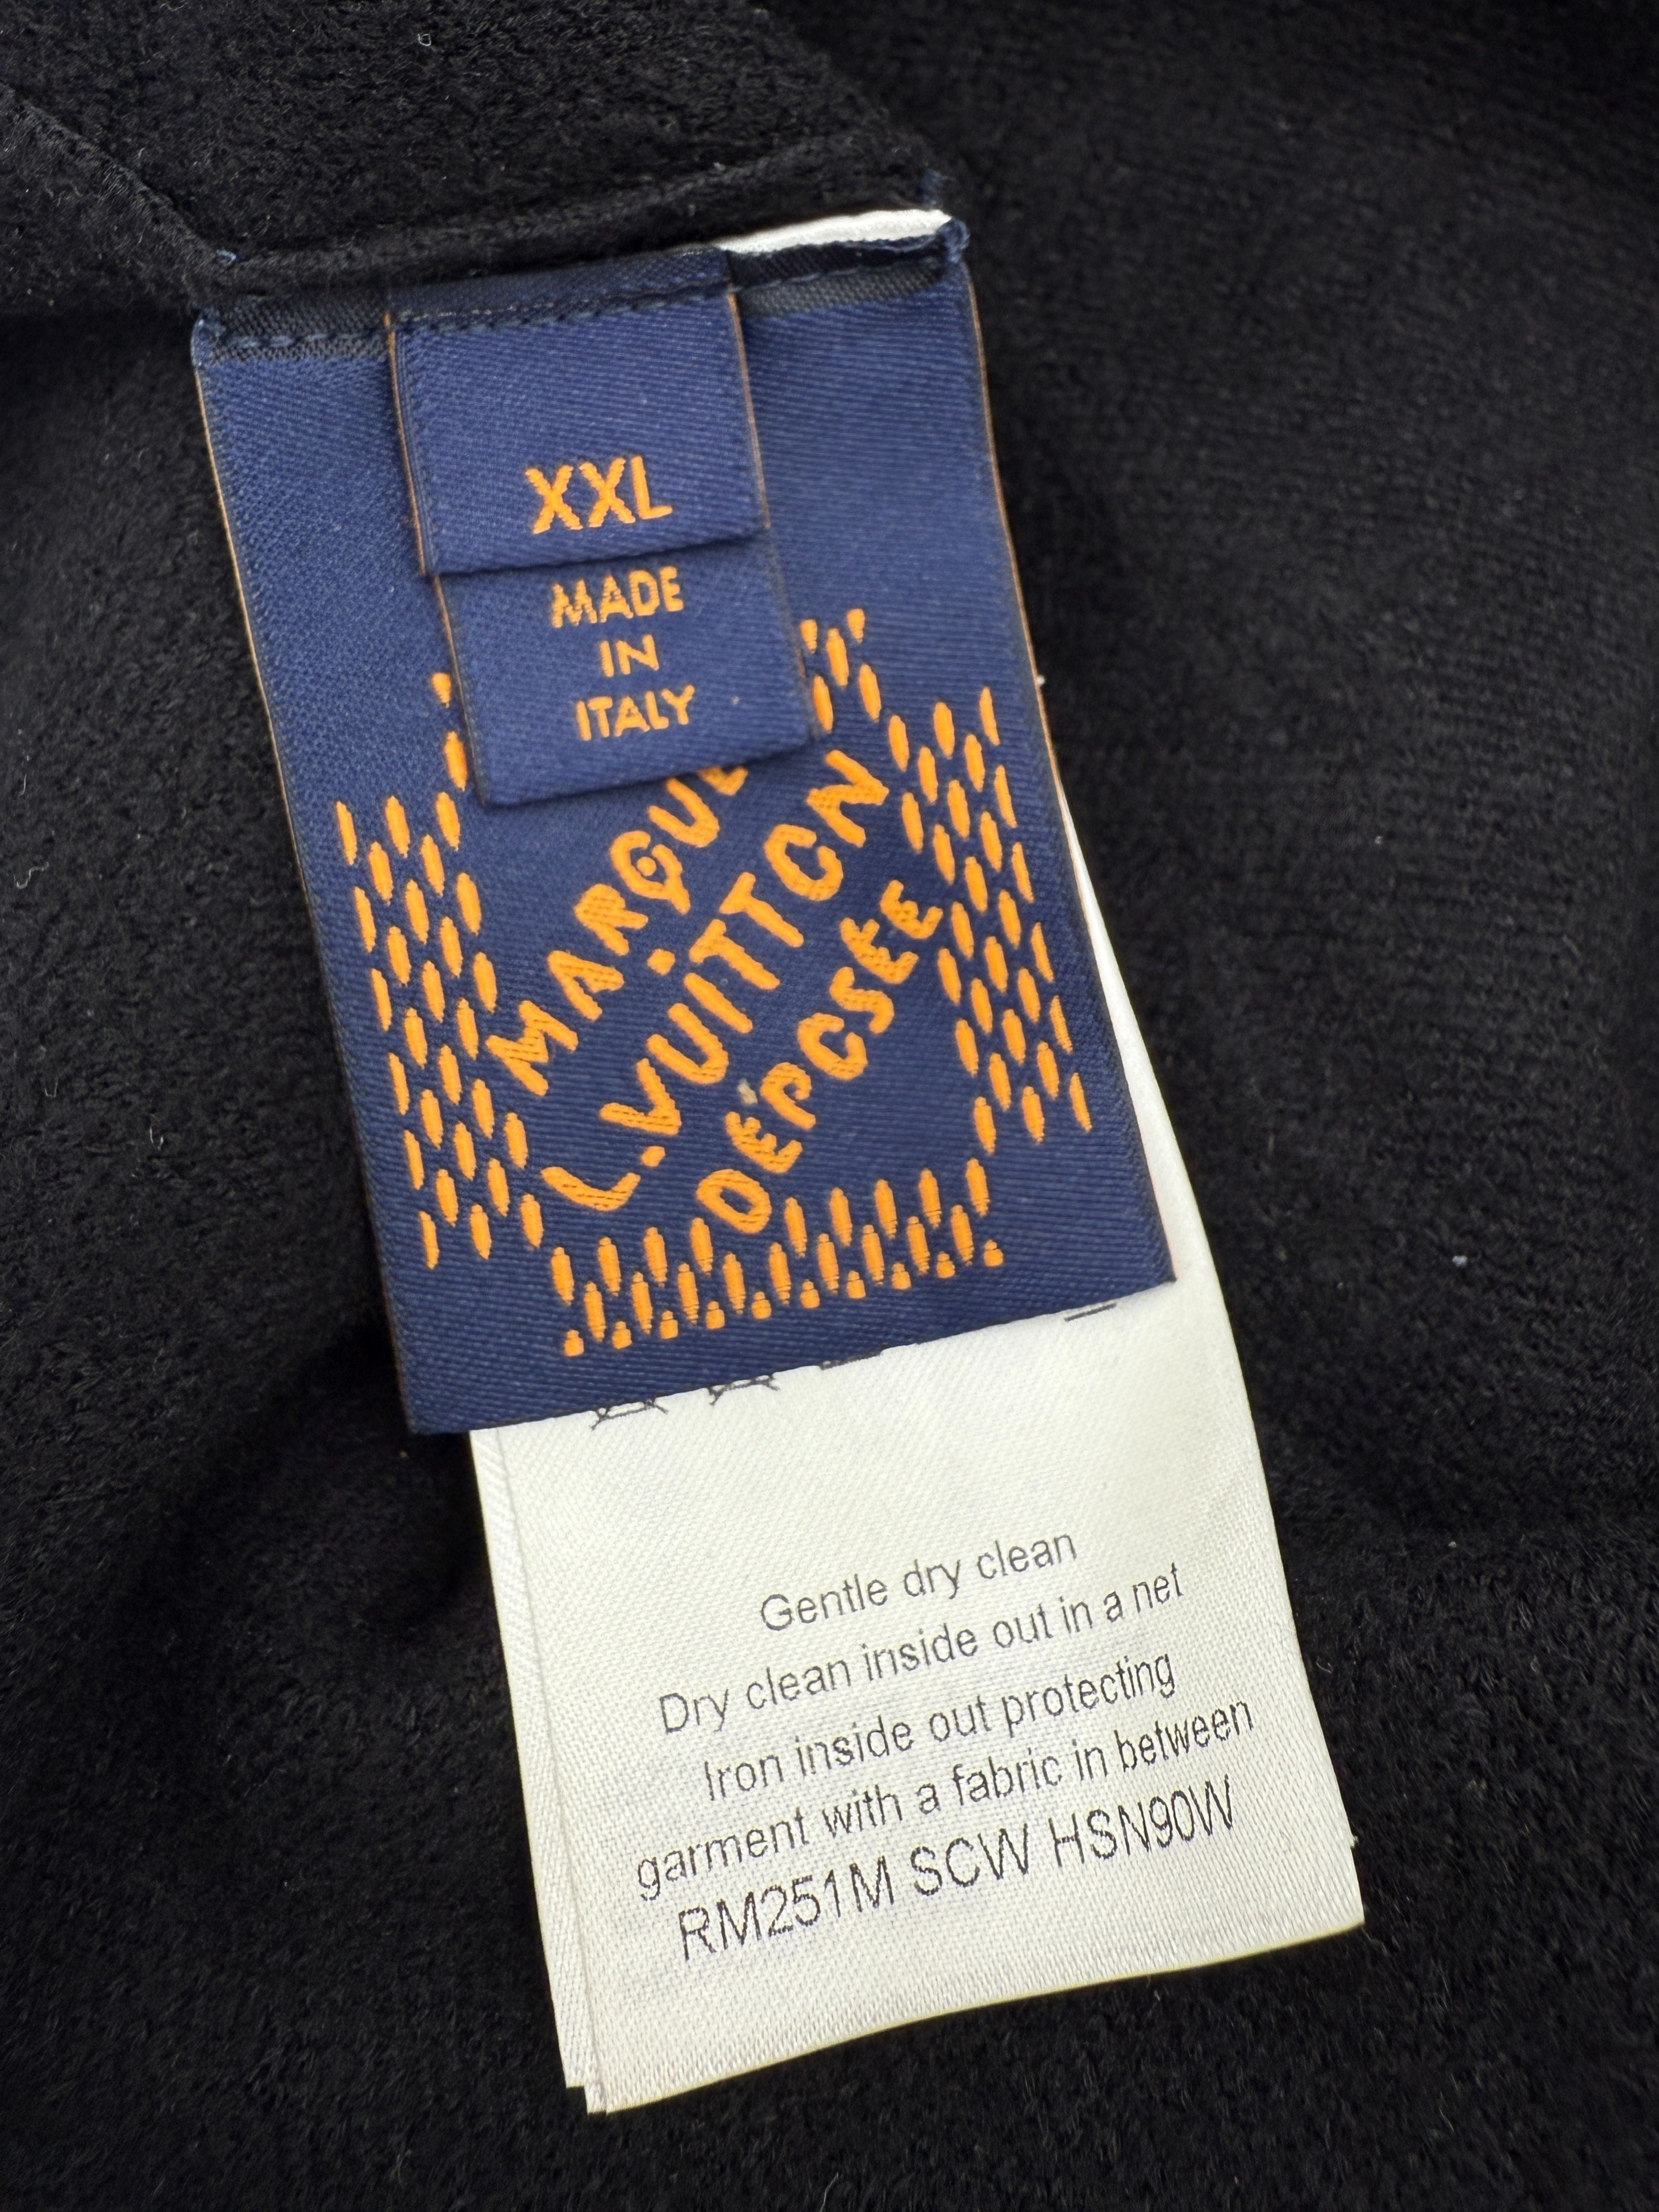 XXL
MADE
IN
ITALY
MARQUE
L.VUITTON
DEPOSÉE
Gentle dry clean
Dry clean inside out in a net
Iron inside out protecting
garment with a fabric in between
RM251M SCW HSN90W